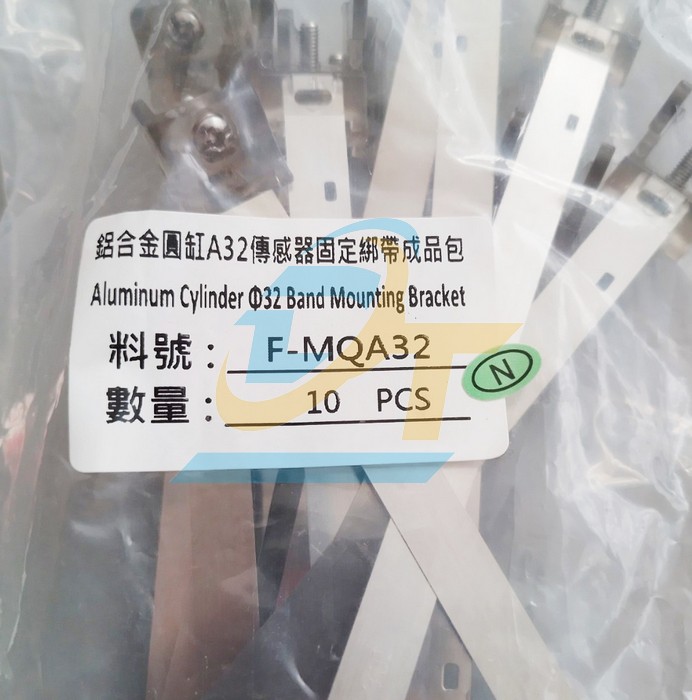 鋁合金圓缸A32傳感器固定綁帶成品包
Aluminum Cylinder Φ32 Band Mounting Bracket
料號： F-MQA32
數量： 10 PCS
N
DT